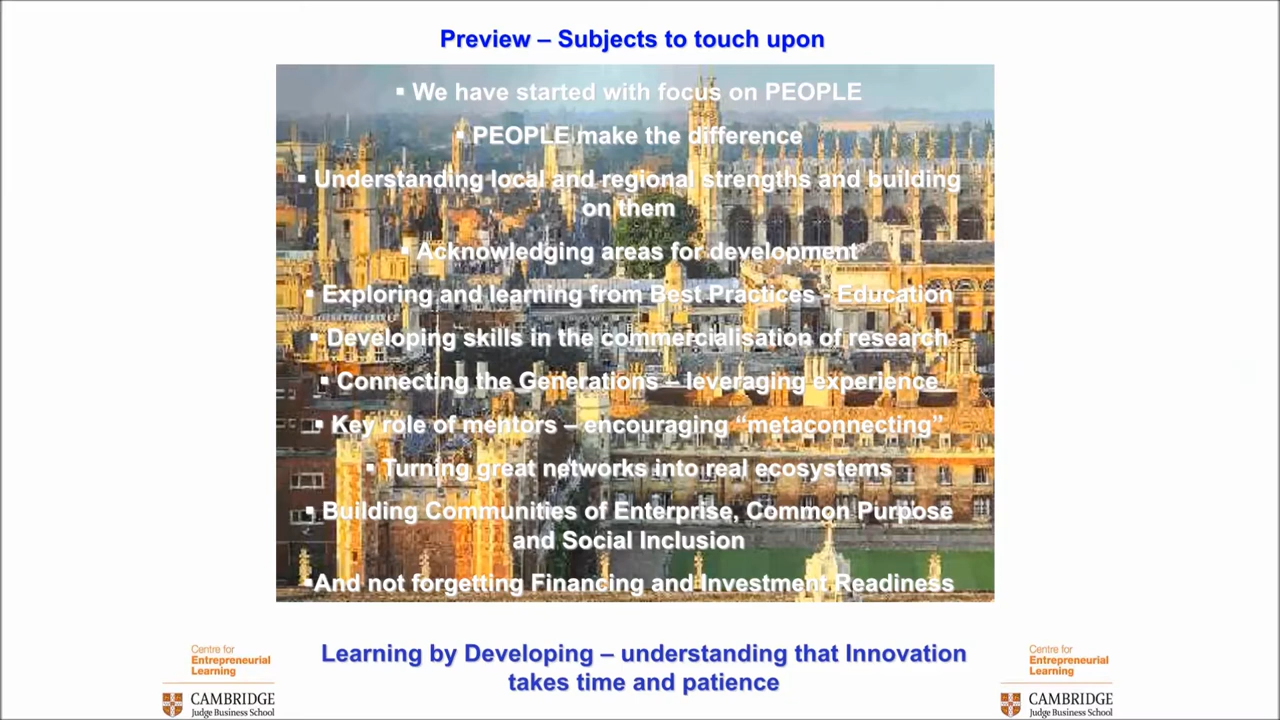 Preview – Subjects to touch upon
▪ We have started with focus on PEOPLE
▪ PEOPLE make the difference
▪ Understanding local and regional strengths and building
on them
▪ Acknowledging areas for development
▪ Exploring and learning from Best Practices - Education
▪ Developing skills in the commercialisation of research
▪ Connecting the Generations – leveraging experience
▪ Key role of mentors – encouraging “metaconnecting”
▪ Turning great networks into real ecosystems
▪ Building Communities of Enterprise, Common Purpose
and Social Inclusion
▪And not forgetting Financing and Investment Readiness
Learning by Developing – understanding that Innovation
takes time and patience
Centre for
Entrepreneurial
Learning
CAMBRIDGE
Judge Business School
Centre for
Entrepreneurial
Learning
CAMBRIDGE
Judge Business School